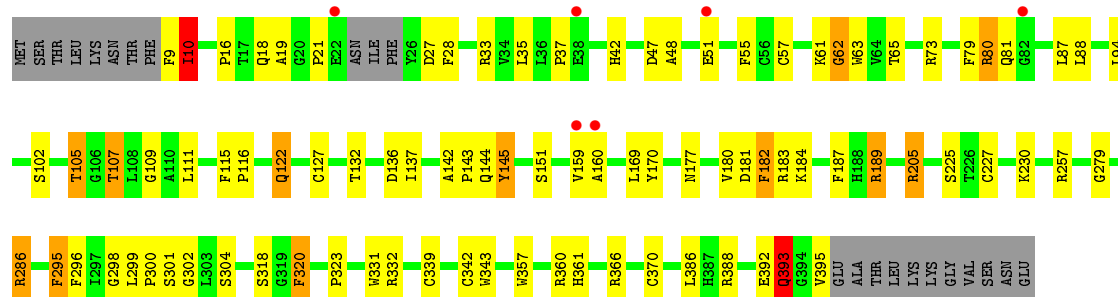 MET SER THR LEU LYS ASN THR PHE F9 I10 P16 T17 Q18 A19 G20 P21 E22 ASN ILE PHE Y26 D27 F28 R33 V34 L35 L36 P37 E38 H42 D47 A48 E51 F55 C56 C57 K61 G62 W63 V64 T65 R73 F79 R80 Q81 G82 L87 L88
S102 T105 G106 T107 L108 G109 A110 L111 F115 P116 Q122 C127 T132 D136 I137 A142 P143 Q144 Y145 S151 V159 A160 L169 Y170 N177 V180 D181 F182 R183 K184 F187 H188 R189 R205 S225 T226 C227 K230 R257 G279
R286 F295 F296 I297 G298 L299 P300 S301 G302 L303 S304 S318 G319 F320 P323 W331 R332 C339 C342 W343 W357 R360 H361 R366 C370 L386 H387 R388 E392 Q393 G394 V395 GLU ALA THR LEU LYS LYS GLY VAL SER ASN GLU